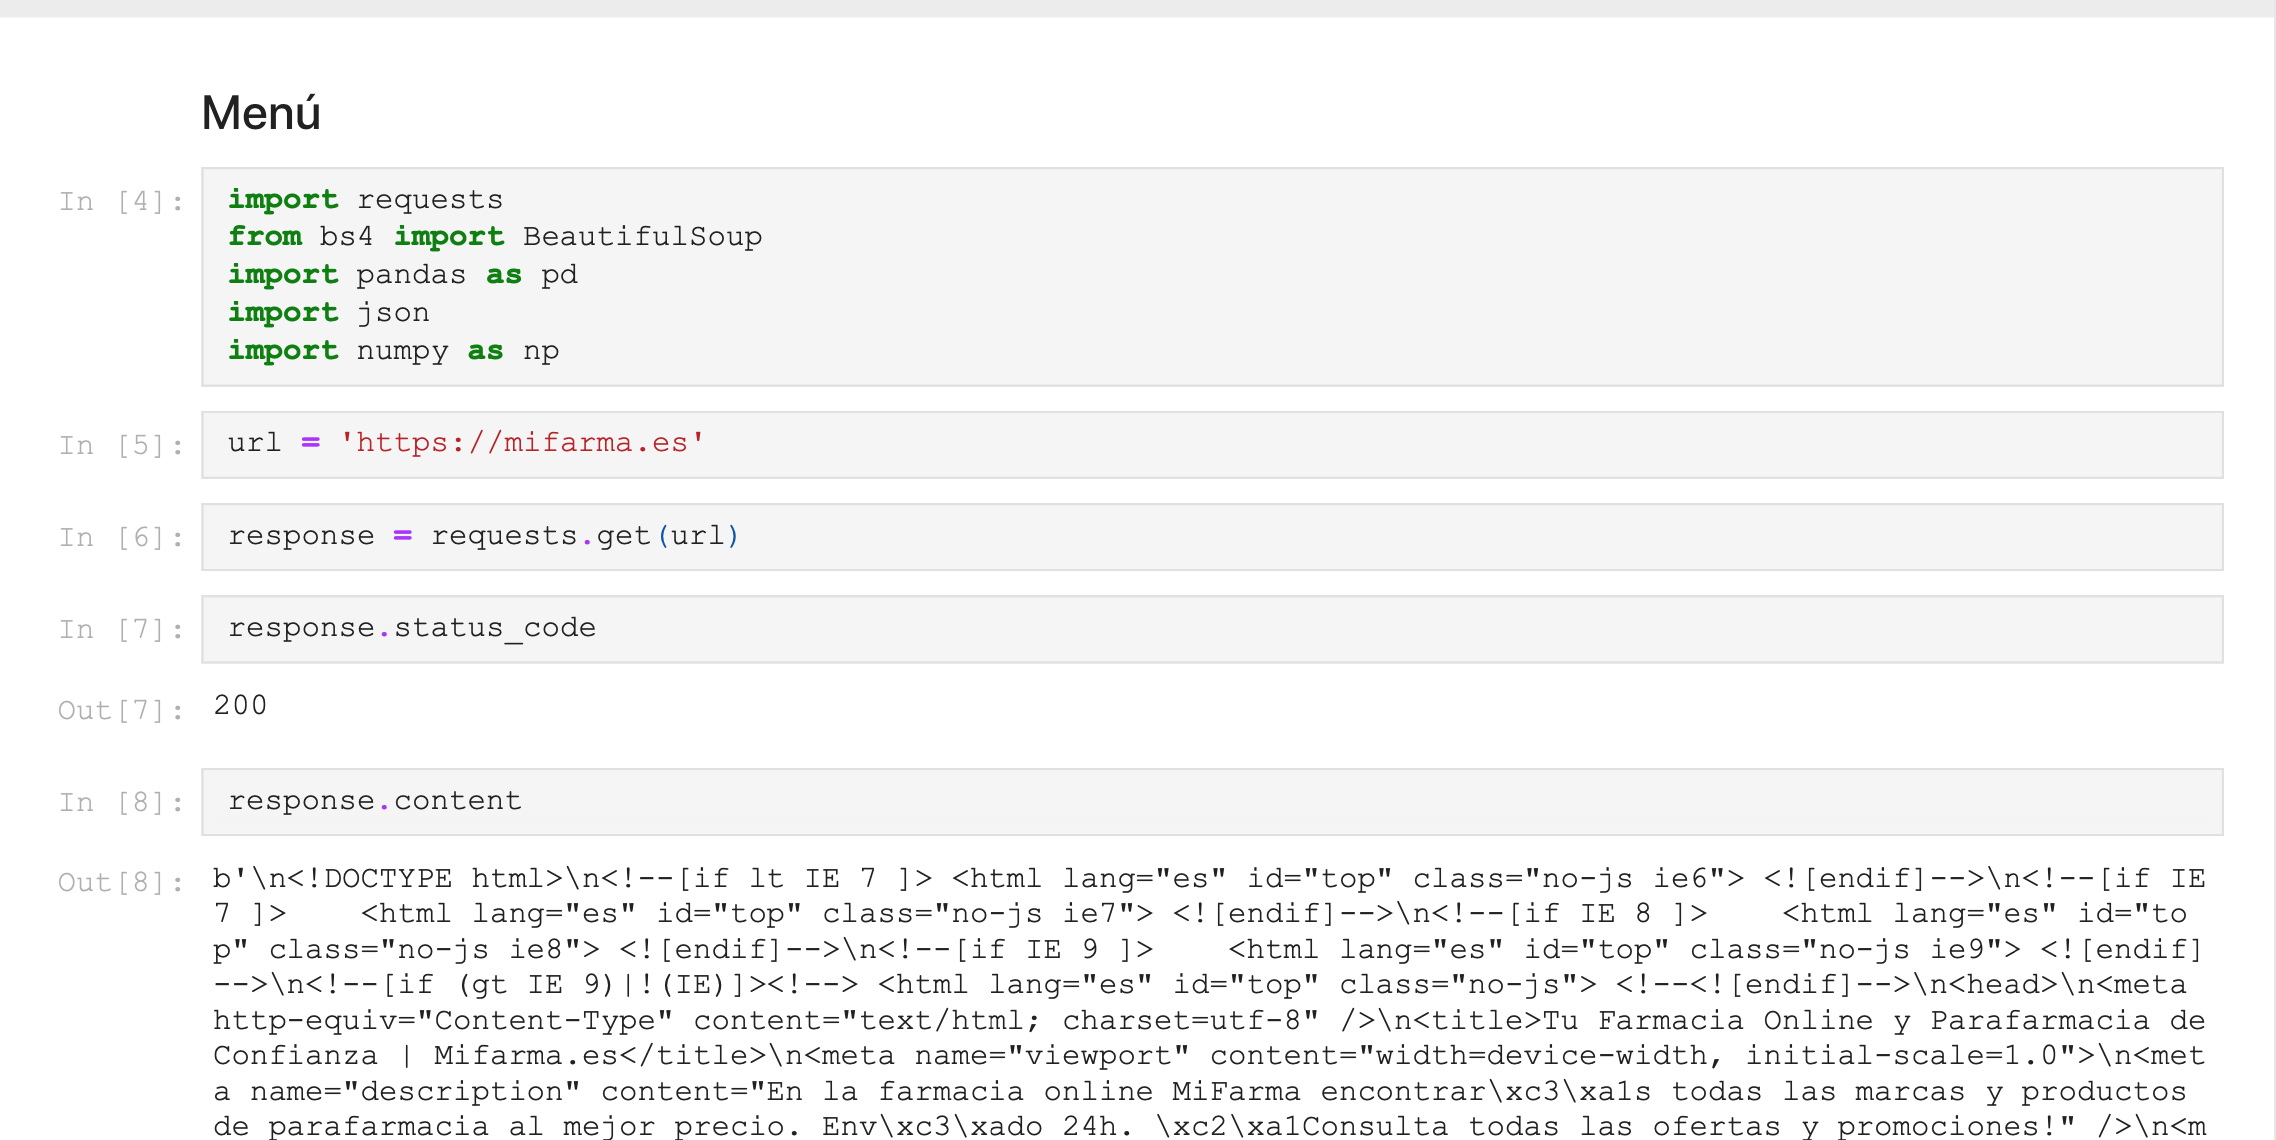 Menú
In [4]:
import requests
from bs4 import BeautifulSoup
import pandas as pd
import json
import numpy as np
In [5]:
url = 'https://mifarma.es'
In [6]:
response = requests.get(url)
In [7]:
response.status_code
Out[7]:
200
In [8]:
response.content
Out[8]:
b'\n<!DOCTYPE html>\n<!--[if lt IE 7 ]> <html lang="es" id="top" class="no-js ie6"> <![endif]-->\n<!--[if IE
7 ]>    <html lang="es" id="top" class="no-js ie7"> <![endif]-->\n<!--[if IE 8 ]>    <html lang="es" id="to
p" class="no-js ie8"> <![endif]-->\n<!--[if IE 9 ]>    <html lang="es" id="top" class="no-js ie9"> <![endif]
-->\n<!--[if (gt IE 9)|!(IE)]><!--> <html lang="es" id="top" class="no-js"> <!--<![endif]-->\n<head>\n<meta
http-equiv="Content-Type" content="text/html; charset=utf-8" />\n<title>Tu Farmacia Online y Parafarmacia de
Confianza | Mifarma.es</title>\n<meta name="viewport" content="width=device-width, initial-scale=1.0">\n<met
a name="description" content="En la farmacia online MiFarma encontrar\xc3\xa1s todas las marcas y productos
de parafarmacia al mejor precio. Env\xc3\xado 24h. \xc2\xa1Consulta todas las ofertas y promociones!" />\n<m